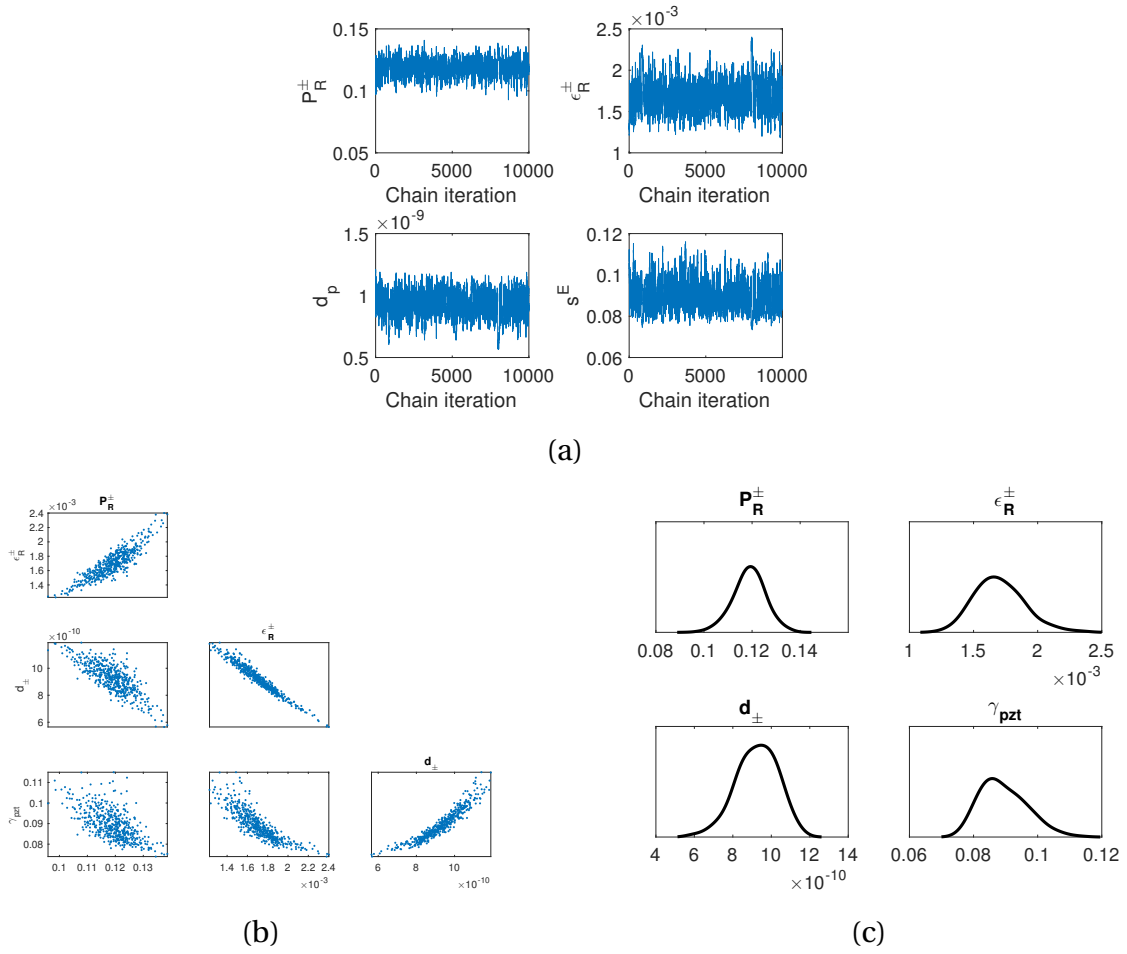 ×10⁻³
0.15 2.5
P_R^± 0.1 ϵ_R^± 2
1.5
0.05 1
0 5000 10000 0 5000 10000
Chain iteration Chain iteration
×10⁻⁹
1.5 0.12
d_p 1 s^E 0.1
0.08
0.5 0.06
0 5000 10000 0 5000 10000
Chain iteration Chain iteration
(a)
×10⁻³ P_R^±
2.4
2.2
2
ϵ_R^± 1.8
1.6
1.4
×10⁻¹⁰ ϵ_R^±
10
d_± 8
6
d_±
0.11
0.1
γ_pzt 0.09
0.08
0.1 0.11 0.12 0.13 1.4 1.6 1.8 2 2.2 2.4 6 8 10
×10⁻³ ×10⁻¹⁰
(b)
P_R^± ϵ_R^±
0.08 0.1 0.12 0.14 1 1.5 2 2.5
×10⁻³
d_± γ_pzt
4 6 8 10 12 14 0.06 0.08 0.1 0.12
×10⁻¹⁰
(c)